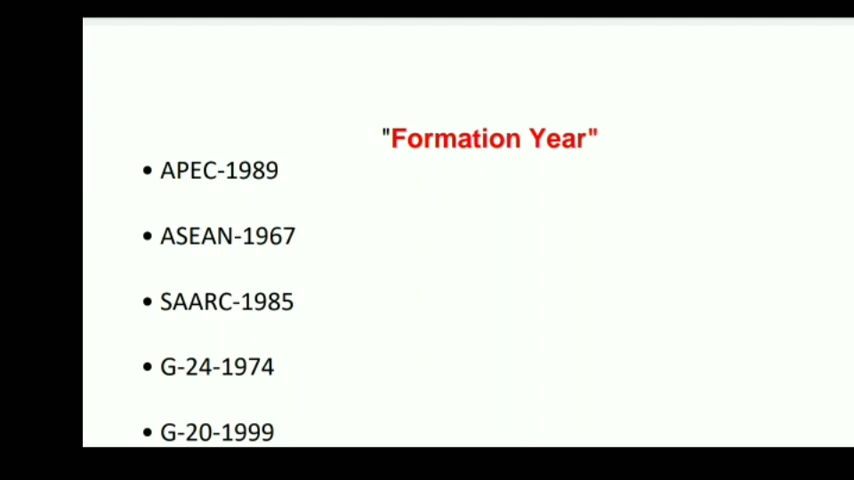 "Formation Year"
• APEC-1989
• ASEAN-1967
• SAARC-1985
• G-24-1974
• G-20-1999